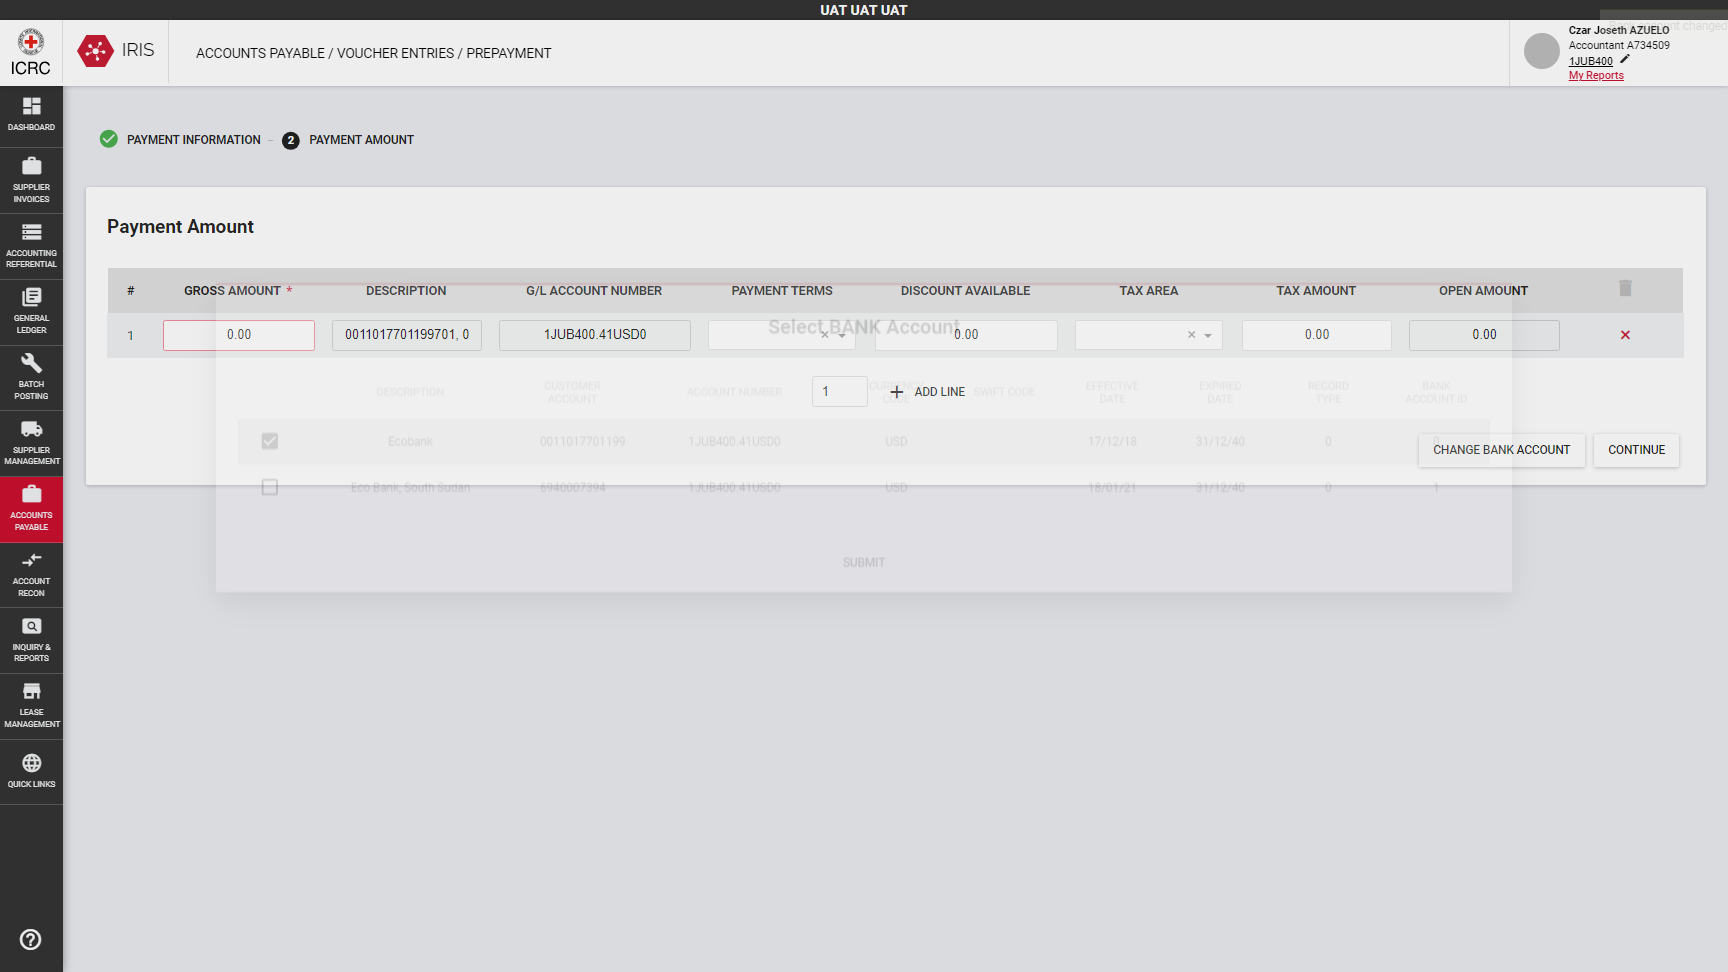 UAT UAT UAT
ICRC
IRIS
ACCOUNTS PAYABLE / VOUCHER ENTRIES / PREPAYMENT
Czar Joseth AZUELO
Accountant A734509
1JUB400
My Reports
DASHBOARD
SUPPLIER
INVOICES
ACCOUNTING
REFERENTIAL
GENERAL
LEDGER
BATCH
POSTING
SUPPLIER
MANAGEMENT
ACCOUNTS
PAYABLE
ACCOUNT
RECON
INQUIRY &
REPORTS
LEASE
MANAGEMENT
QUICK LINKS
PAYMENT INFORMATION – 2 PAYMENT AMOUNT
Payment Amount
# GROSS AMOUNT * DESCRIPTION G/L ACCOUNT NUMBER PAYMENT TERMS DISCOUNT AVAILABLE TAX AREA TAX AMOUNT OPEN AMOUNT
1 0.00 0011017701199701, 0 1JUB400.41USD0 0.00 0.00 0.00
1 ADD LINE
CHANGE BANK ACCOUNT CONTINUE
Select BANK Account
DESCRIPTION CUSTOMER ACCOUNT ACCOUNT NUMBER CURRENCY CODE SWIFT CODE EFFECTIVE DATE EXPIRED DATE RECORD TYPE BANK ACCOUNT ID
Ecobank 0011017701199 1JUB400.41USD0 USD 17/12/18 31/12/40 0 0
Eco Bank, South Sudan 6940007394 1JUB400.41USD0 USD 18/01/21 31/12/40 0 1
SUBMIT